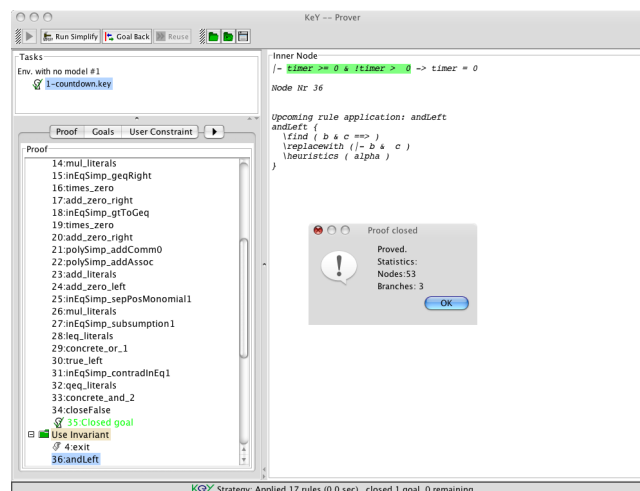 KeY -- Prover
Run Simplify Goal Back Reuse
Tasks
Env. with no model #1
1-countdown.key
Proof Goals User Constraint
Proof
14:mul_literals
15:inEqSimp_geqRight
16:times_zero
17:add_zero_right
18:inEqSimp_gtToGeq
19:times_zero
20:add_zero_right
21:polySimp_addComm0
22:polySimp_addAssoc
23:add_literals
24:add_zero_left
25:inEqSimp_sepPosMonomial1
26:mul_literals
27:inEqSimp_subsumption1
28:leq_literals
29:concrete_or_1
30:true_left
31:inEqSimp_contradInEq1
32:qeq_literals
33:concrete_and_2
34:closeFalse
35:Closed goal
Use Invariant
4:exit
36:andLeft
Inner Node
|- timer >= 0 & !timer > 0 -> timer = 0
Node Nr 36
Upcoming rule application: andLeft
andLeft {
\find ( b & c ==> )
\replacewith (|- b & c )
\heuristics ( alpha )
}
Proof closed
Proved.
Statistics:
Nodes:53
Branches: 3
OK
KeY Strategy: Applied 17 rules (0.0 sec), closed 1 goal, 0 remaining